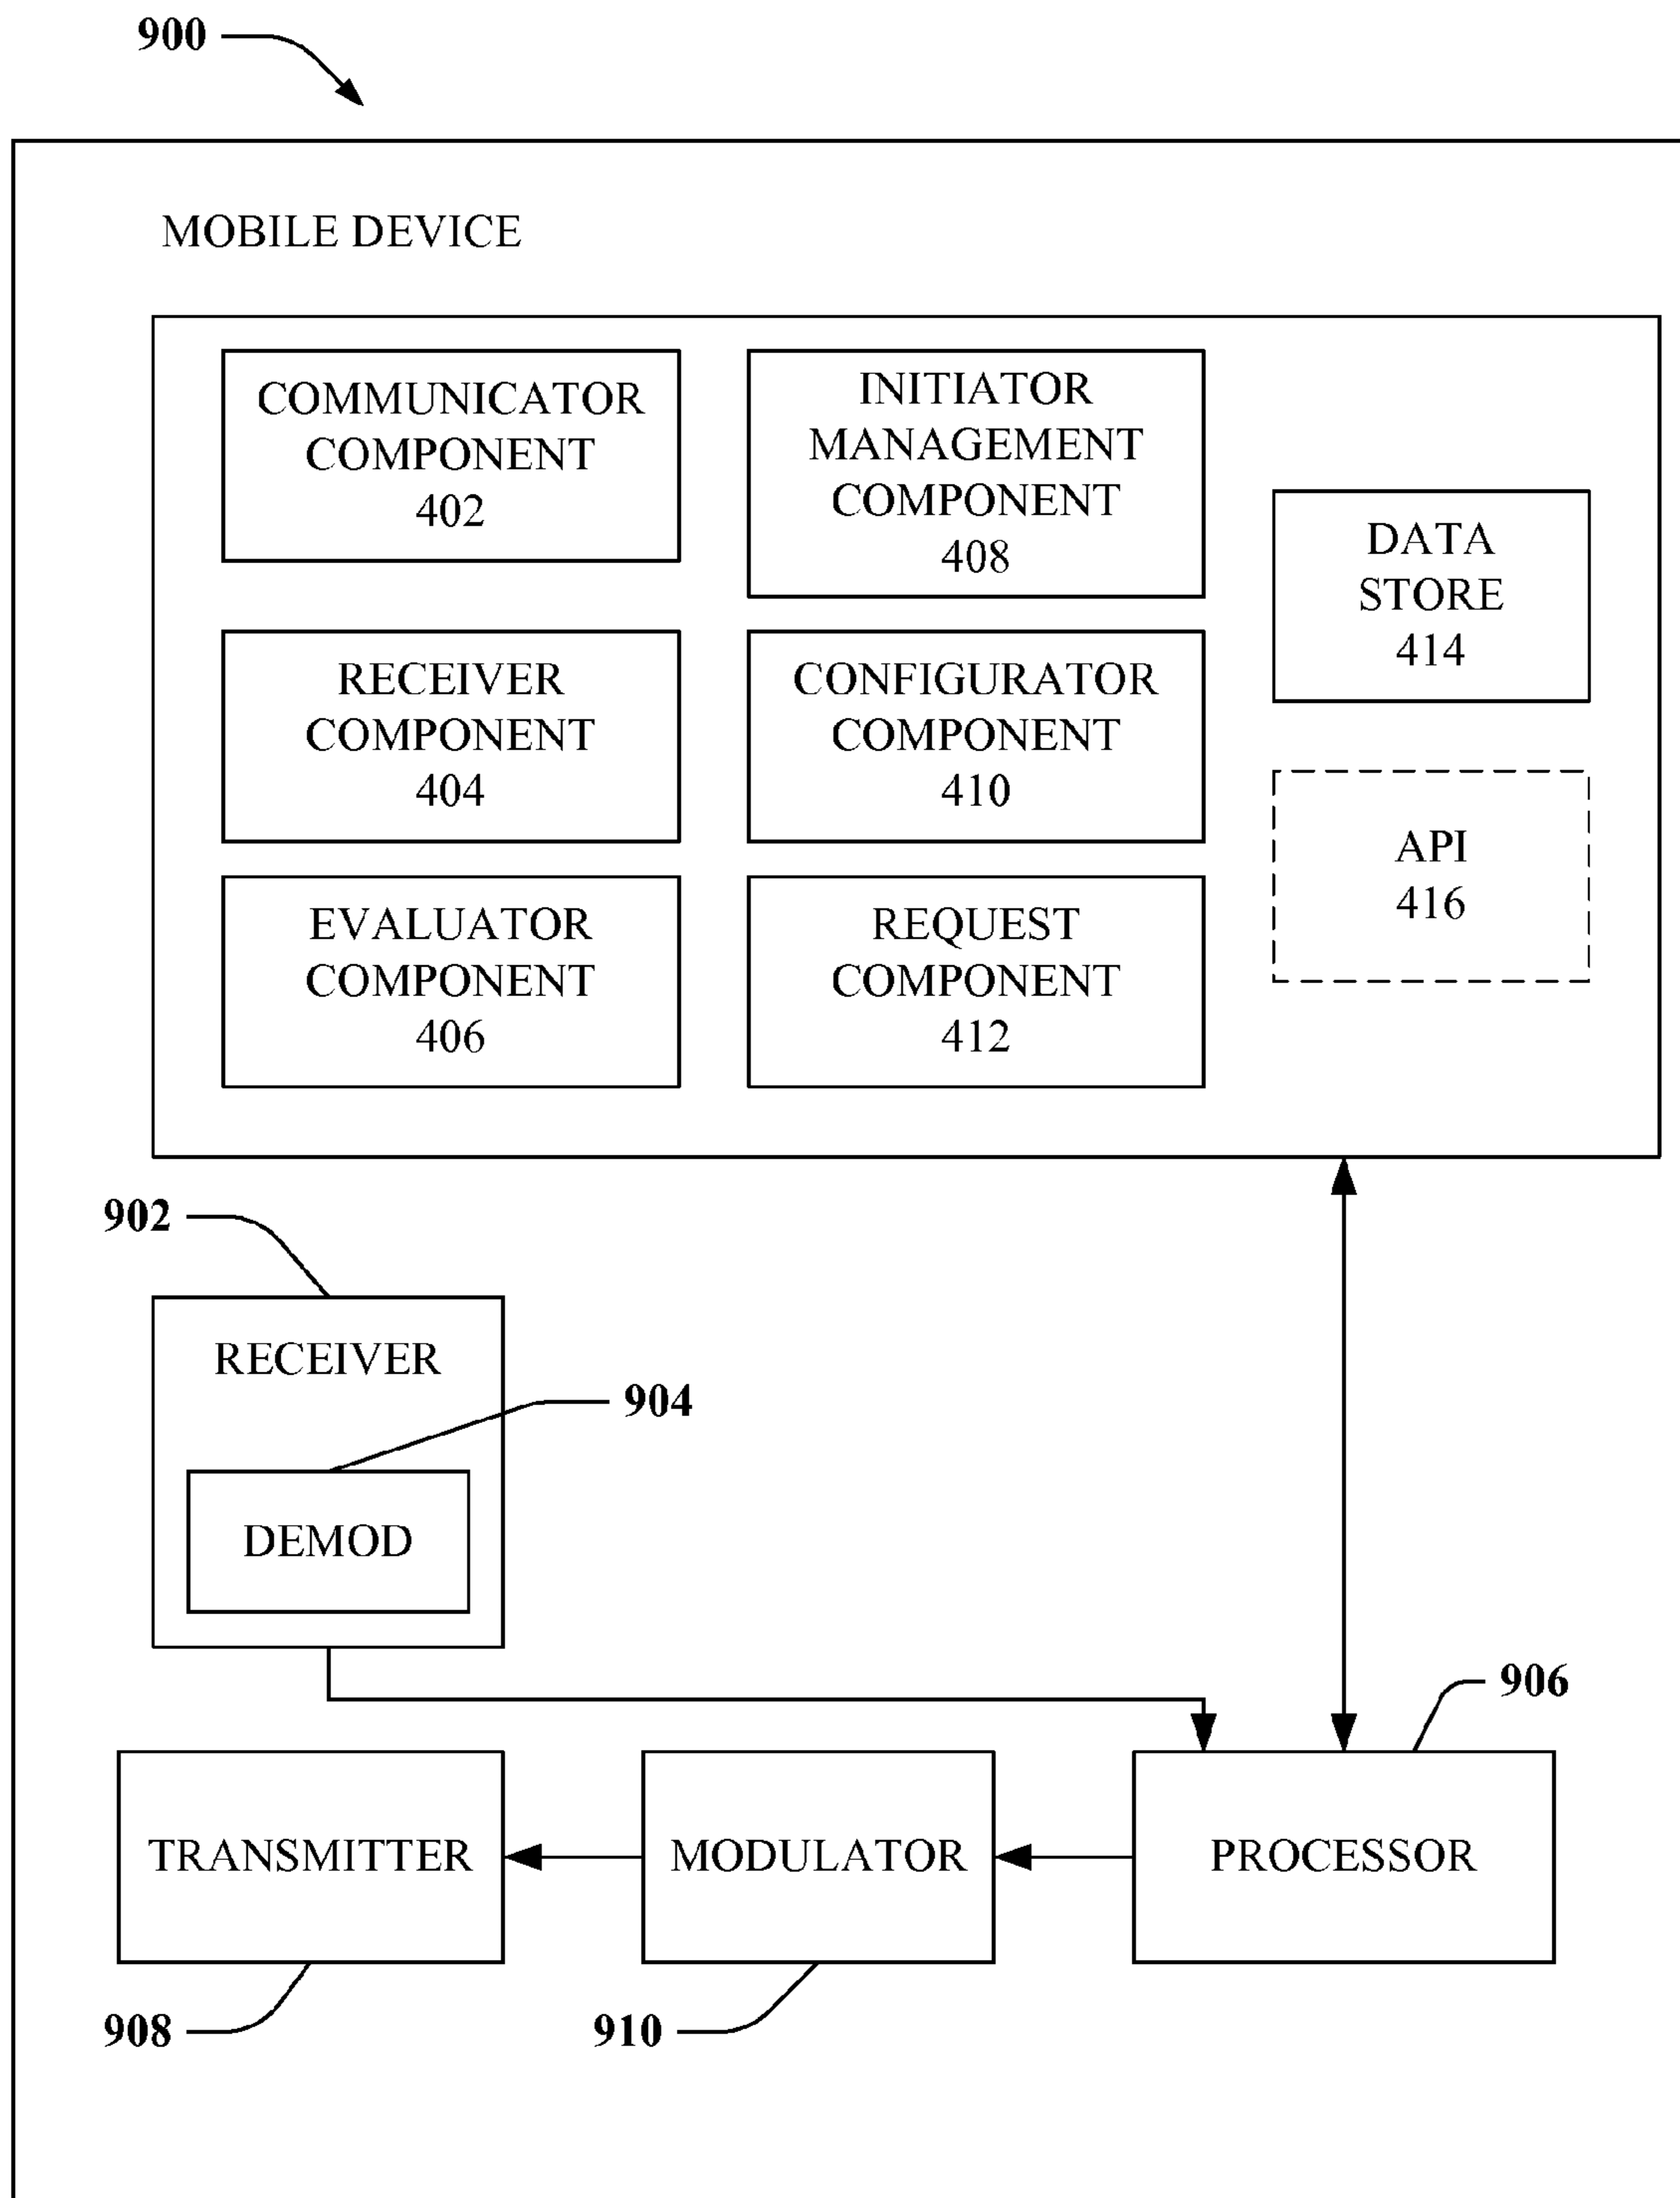 900
MOBILE DEVICE
COMMUNICATOR
COMPONENT
402
INITIATOR
MANAGEMENT
COMPONENT
408
DATA
STORE
414
RECEIVER
COMPONENT
404
CONFIGURATOR
COMPONENT
410
API
416
EVALUATOR
COMPONENT
406
REQUEST
COMPONENT
412
902
RECEIVER
904
DEMOD
906
TRANSMITTER
MODULATOR
PROCESSOR
908
910